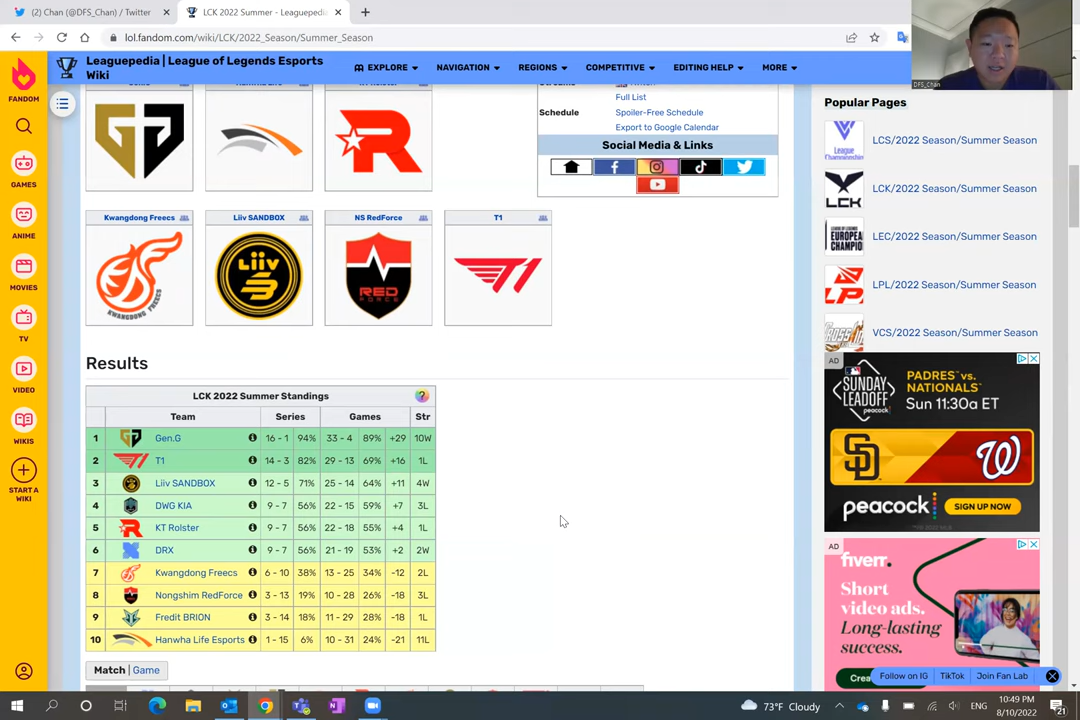 (2) Chan (@DFS_Chan) / Twitter
LCK 2022 Summer - Leaguepedia
lol.fandom.com/wiki/LCK/2022_Season/Summer_Season
DFS_Chan
FANDOM
GAMES
ANIME
MOVIES
TV
VIDEO
WIKIS
START A
WIKI
Leaguepedia | League of Legends Esports
Wiki
EXPLORE
NAVIGATION
REGIONS
COMPETITIVE
EDITING HELP
MORE
Full List
Schedule
Spoiler-Free Schedule
Export to Google Calendar
Social Media & Links
Kwangdong Freecs
Liiv SANDBOX
NS RedForce
T1
KWANGDONG FREECS
Liiv
SB
RED
FORCE
T1
Results
LCK 2022 Summer Standings ?
Team Series Games Str
1 Gen.G 16 - 1 94% 33 - 4 89% +29 10W
2 T1 14 - 3 82% 29 - 13 69% +16 1L
3 Liiv SANDBOX 12 - 5 71% 25 - 14 64% +11 4W
4 DWG KIA 9 - 7 56% 22 - 15 59% +7 3L
5 KT Rolster 9 - 7 56% 22 - 18 55% +4 1L
6 DRX 9 - 7 56% 21 - 19 53% +2 2W
7 Kwangdong Freecs 6 - 10 38% 13 - 25 34% -12 2L
8 Nongshim RedForce 3 - 13 19% 10 - 28 26% -18 3L
9 Fredit BRION 3 - 14 18% 11 - 29 28% -18 1L
10 Hanwha Life Esports 1 - 15 6% 10 - 31 24% -21 11L
Match | Game
Popular Pages
LCS/2022 Season/Summer Season
LCK/2022 Season/Summer Season
LEC/2022 Season/Summer Season
LPL/2022 Season/Summer Season
VCS/2022 Season/Summer Season
AD
SUNDAY
LEADOFF
peacock
PADRES vs.
NATIONALS
Sun 11:30a ET
peacock
SIGN UP NOW
AD
fiverr.
Short
video ads.
Long-lasting
success.
Follow on IG
TikTok
Join Fan Lab
73°F Cloudy
ENG
10:49 PM
8/10/2022
21